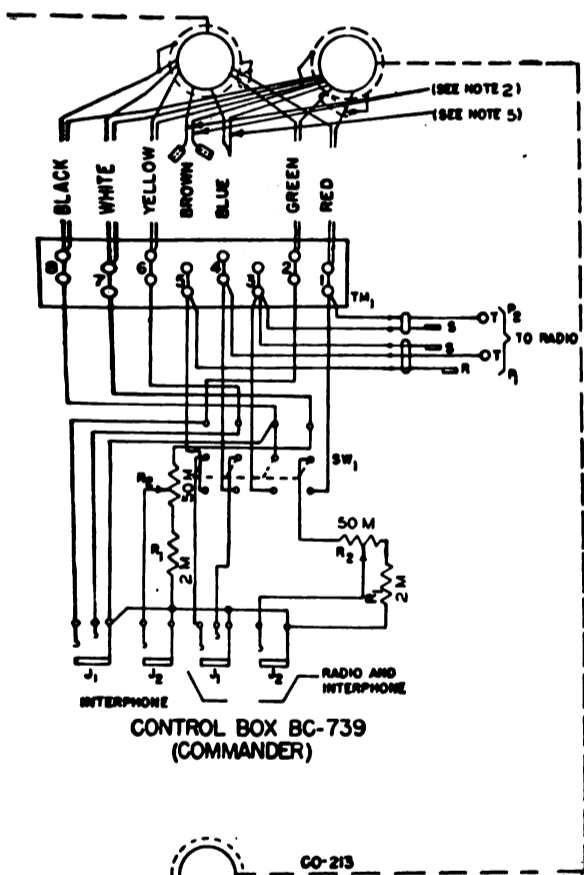 (SEE NOTE 2)
(SEE NOTE 5)
BLACK
WHITE
YELLOW
BROWN
BLUE
GREEN
RED
8
7
6
5
4
3
2
1
TM1
T
P2
S
TO RADIO
S
T
R
P1
SW1
R2
50 M
R1
2 M
50 M
R2
R1
2 M
J1
J2
J1
J2
INTERPHONE
RADIO AND
INTERPHONE
CONTROL BOX BC-739
(COMMANDER)
CO-213